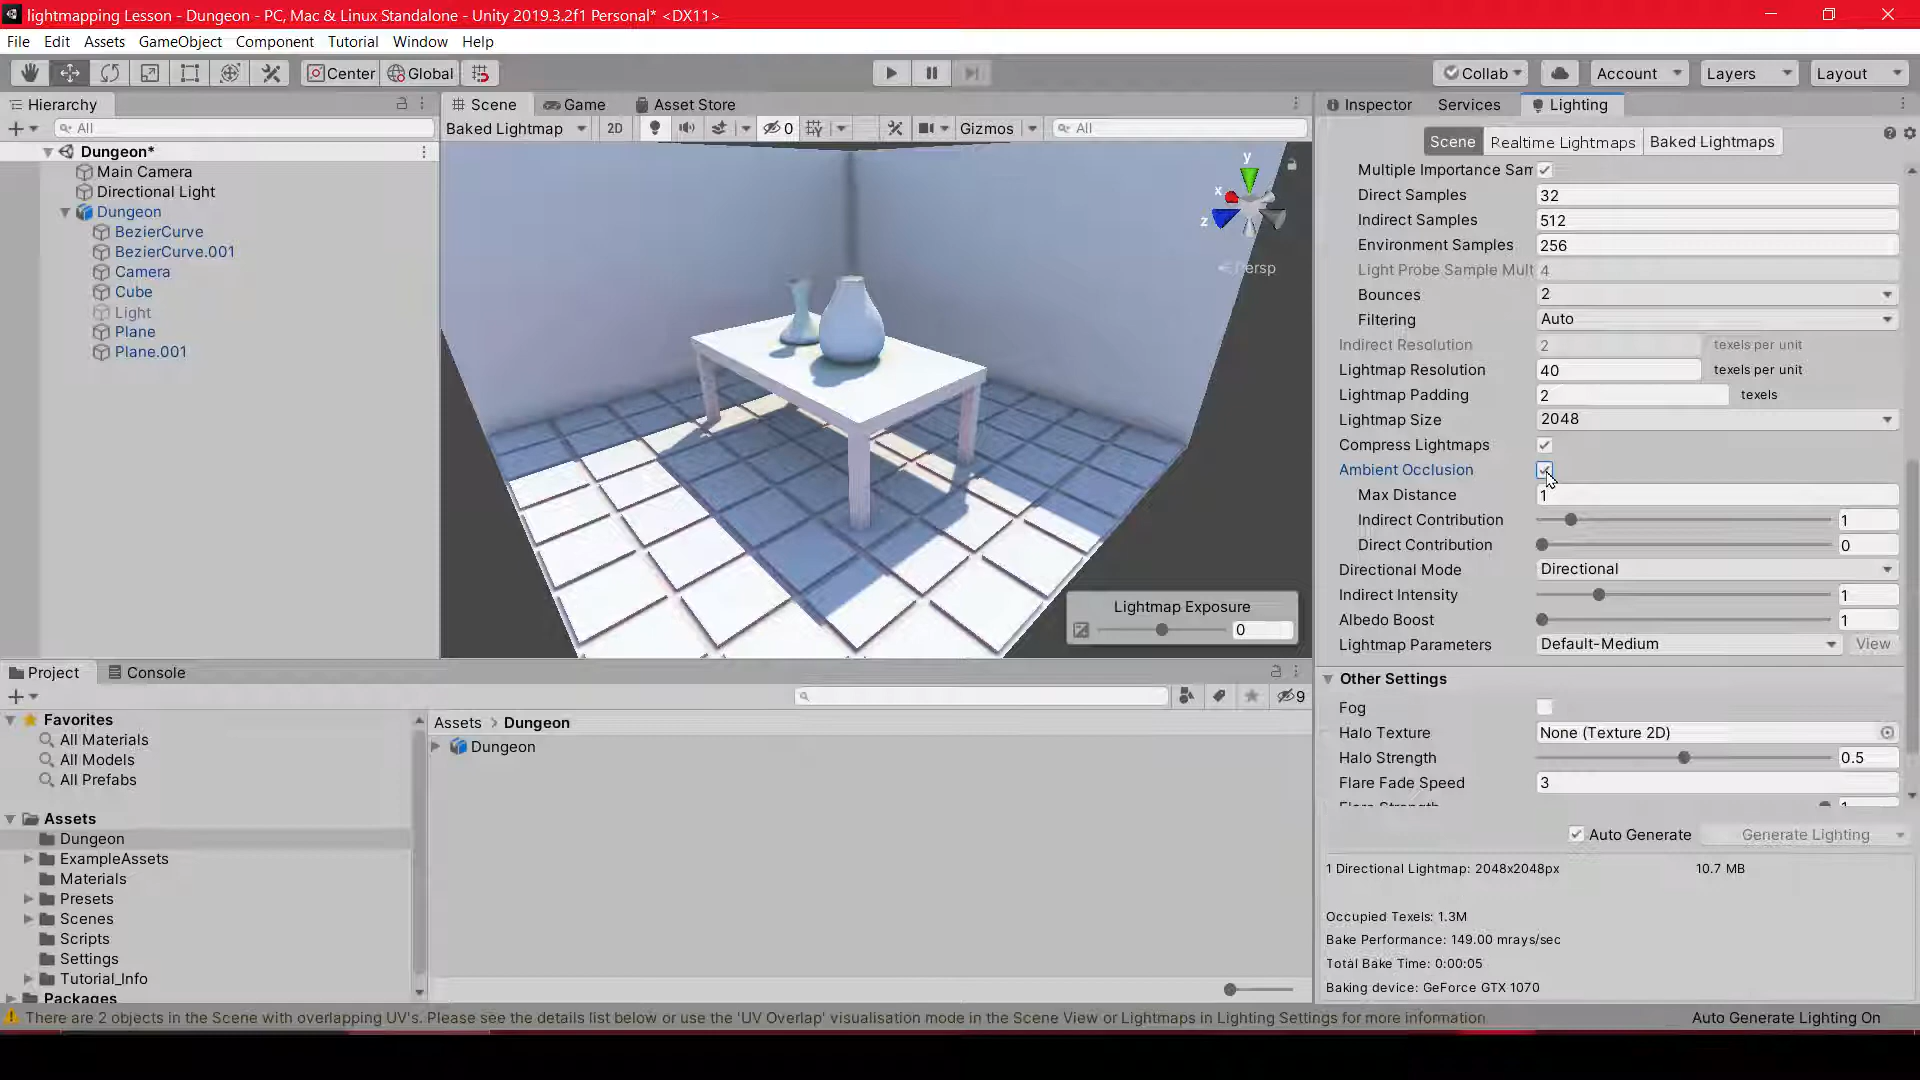 lightmapping Lesson - Dungeon - PC, Mac & Linux Standalone - Unity 2019.3.2f1 Personal* <DX11>
File Edit Assets GameObject Component Tutorial Window Help
Center Global Collab Account Layers Layout
Hierarchy
All
Dungeon*
Main Camera
Directional Light
Dungeon
BezierCurve
BezierCurve.001
Camera
Cube
Light
Plane
Plane.001
Scene Game Asset Store
Baked Lightmap 2D 0 Gizmos All
y
x
z
Persp
Lightmap Exposure
0
Inspector Services Lighting
Scene Realtime Lightmaps Baked Lightmaps
Multiple Importance Sam
Direct Samples 32
Indirect Samples 512
Environment Samples 256
Light Probe Sample Mult 4
Bounces 2
Filtering Auto
Indirect Resolution 2 texels per unit
Lightmap Resolution 40 texels per unit
Lightmap Padding 2 texels
Lightmap Size 2048
Compress Lightmaps
Ambient Occlusion
Max Distance 1
Indirect Contribution 1
Direct Contribution 0
Directional Mode Directional
Indirect Intensity 1
Albedo Boost 1
Lightmap Parameters Default-Medium View
Other Settings
Fog
Halo Texture None (Texture 2D)
Halo Strength 0.5
Flare Fade Speed 3
Auto Generate Generate Lighting
1 Directional Lightmap: 2048x2048px 10.7 MB
Occupied Texels: 1.3M
Bake Performance: 149.00 mrays/sec
Total Bake Time: 0:00:05
Baking device: GeForce GTX 1070
Project Console
9
Favorites
All Materials
All Models
All Prefabs
Assets
Dungeon
ExampleAssets
Materials
Presets
Scenes
Scripts
Settings
Tutorial_Info
Packages
Assets > Dungeon
Dungeon
There are 2 objects in the Scene with overlapping UV's. Please see the details list below or use the 'UV Overlap' visualisation mode in the Scene View or Lightmaps in Lighting Settings for more information
Auto Generate Lighting On